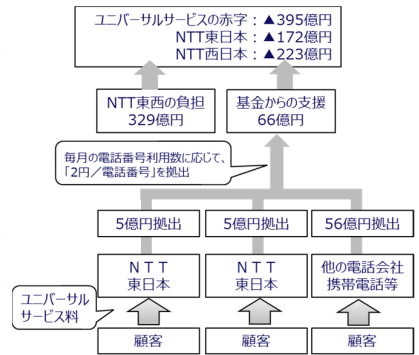 ユニバーサルサービスの赤字：▲395億円
NTT東日本：▲172億円
NTT西日本：▲223億円
NTT東西の負担
329億円
基金からの支援
66億円
毎月の電話番号利用数に応じて、
「2円／電話番号」を拠出
5億円拠出
5億円拠出
56億円拠出
ＮＴＴ
東日本
ＮＴＴ
東日本
他の電話会社
携帯電話等
ユニバーサル
サービス料
顧客
顧客
顧客